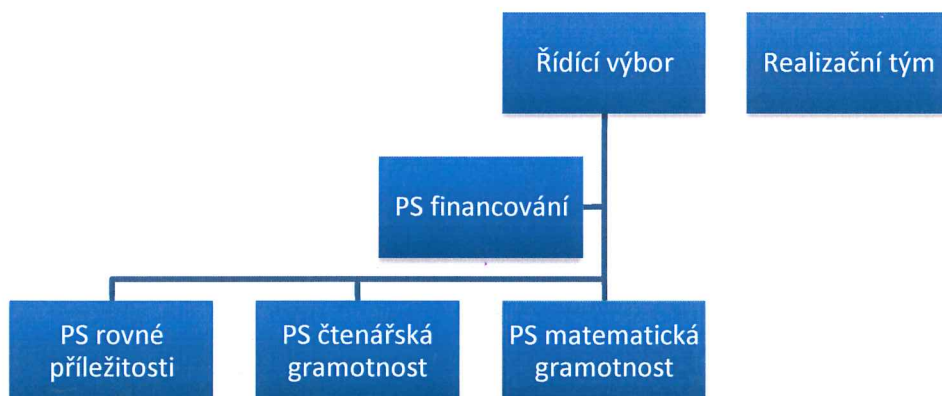 Řídící výbor
Realizační tým
PS financování
PS rovné
příležitosti
PS čtenářská
gramotnost
PS matematická
gramotnost